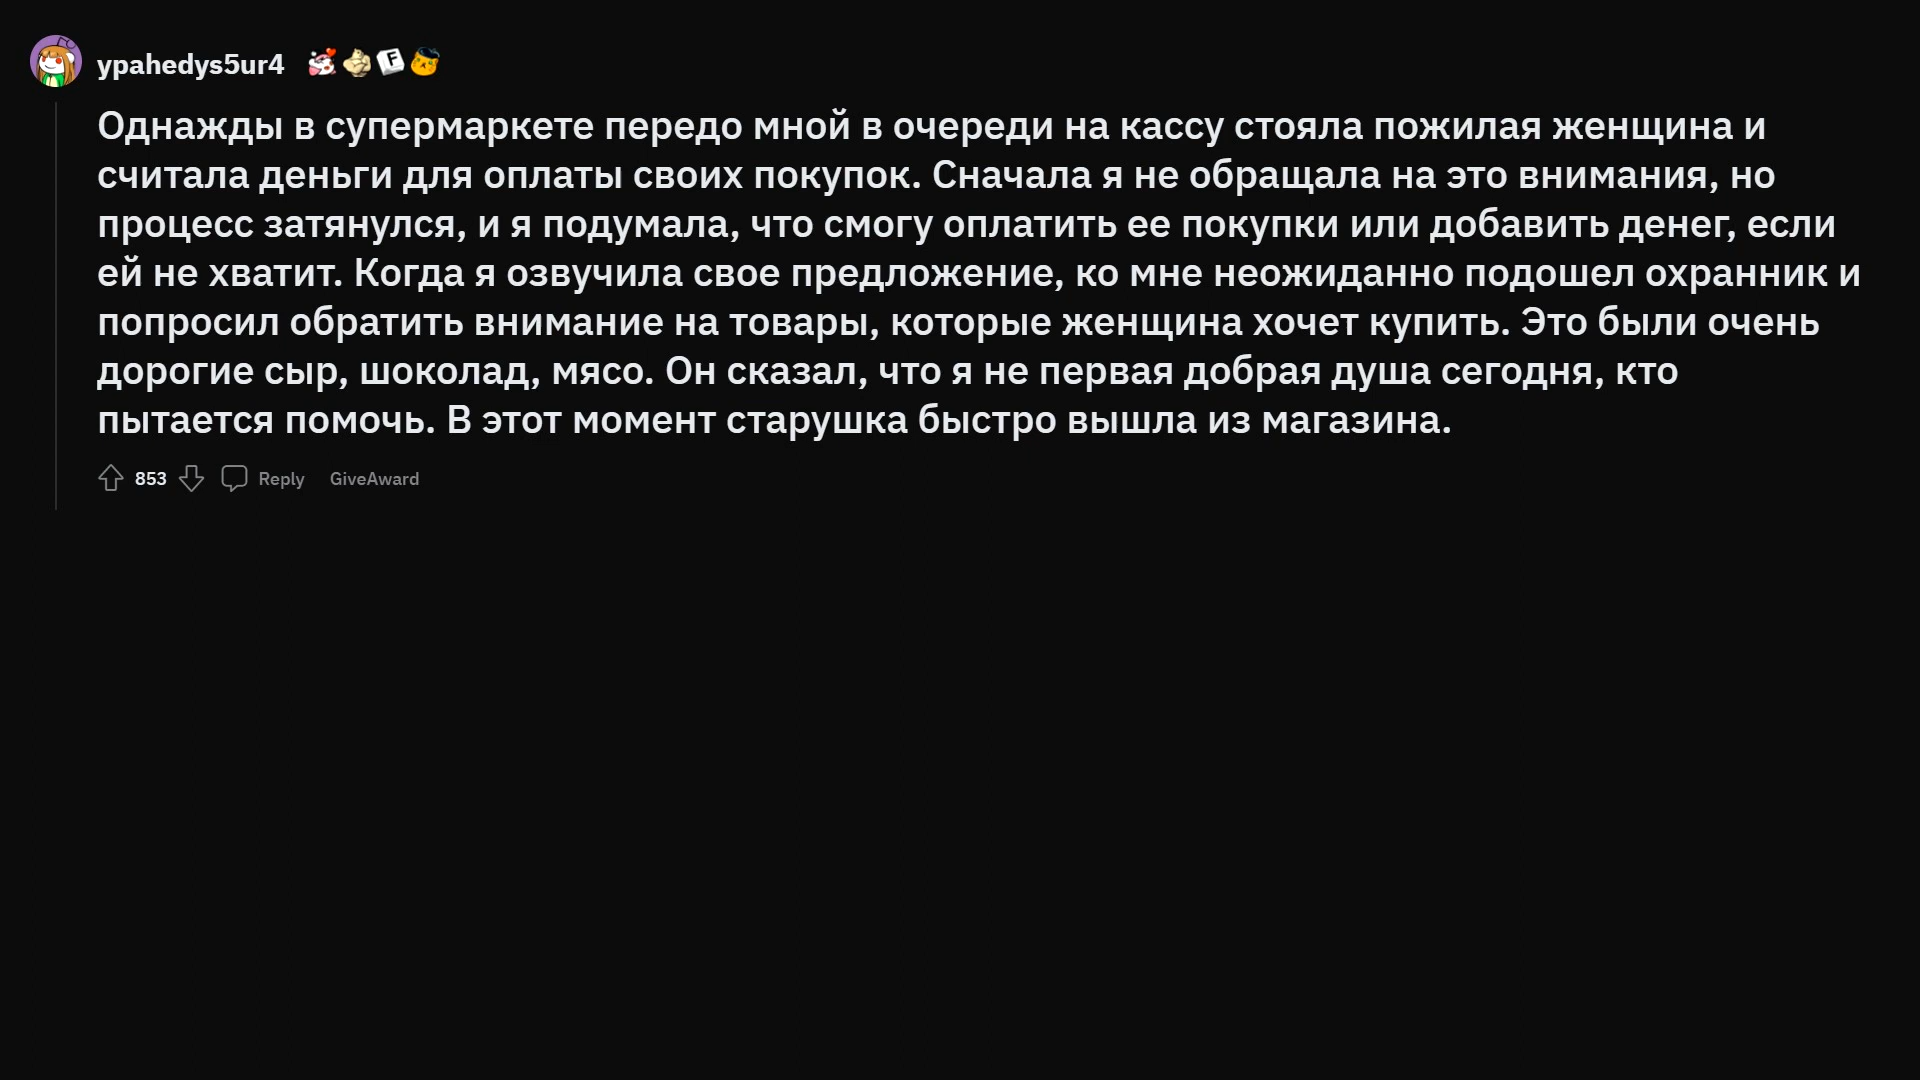 ypahedys5ur4
Однажды в супермаркете передо мной в очереди на кассу стояла пожилая женщина и
считала деньги для оплаты своих покупок. Сначала я не обращала на это внимания, но
процесс затянулся, и я подумала, что смогу оплатить ее покупки или добавить денег, если
ей не хватит. Когда я озвучила свое предложение, ко мне неожиданно подошел охранник и
попросил обратить внимание на товары, которые женщина хочет купить. Это были очень
дорогие сыр, шоколад, мясо. Он сказал, что я не первая добрая душа сегодня, кто
пытается помочь. В этот момент старушка быстро вышла из магазина.
853 Reply GiveAward